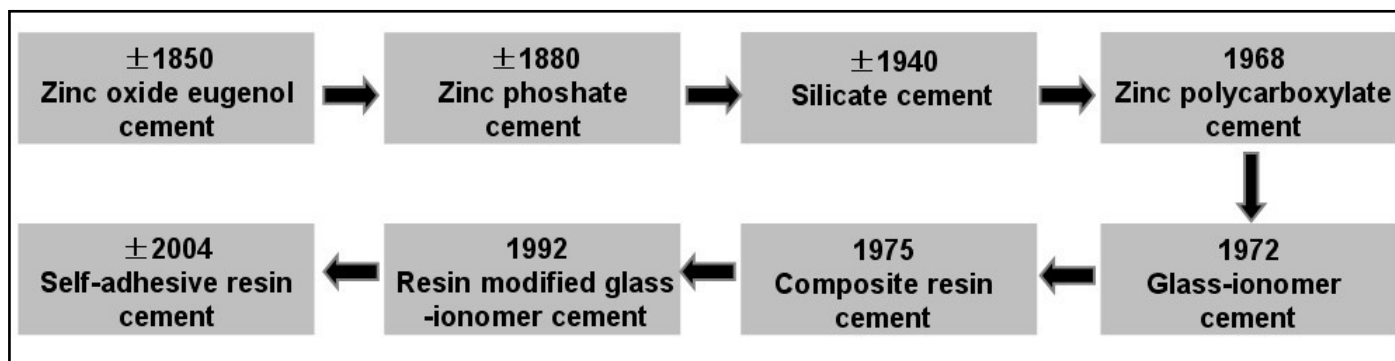 ±1850
Zinc oxide eugenol
cement
±1880
Zinc phoshate
cement
±1940
Silicate cement
1968
Zinc polycarboxylate
cement
1972
Glass-ionomer
cement
1975
Composite resin
cement
1992
Resin modified glass
-ionomer cement
±2004
Self-adhesive resin
cement